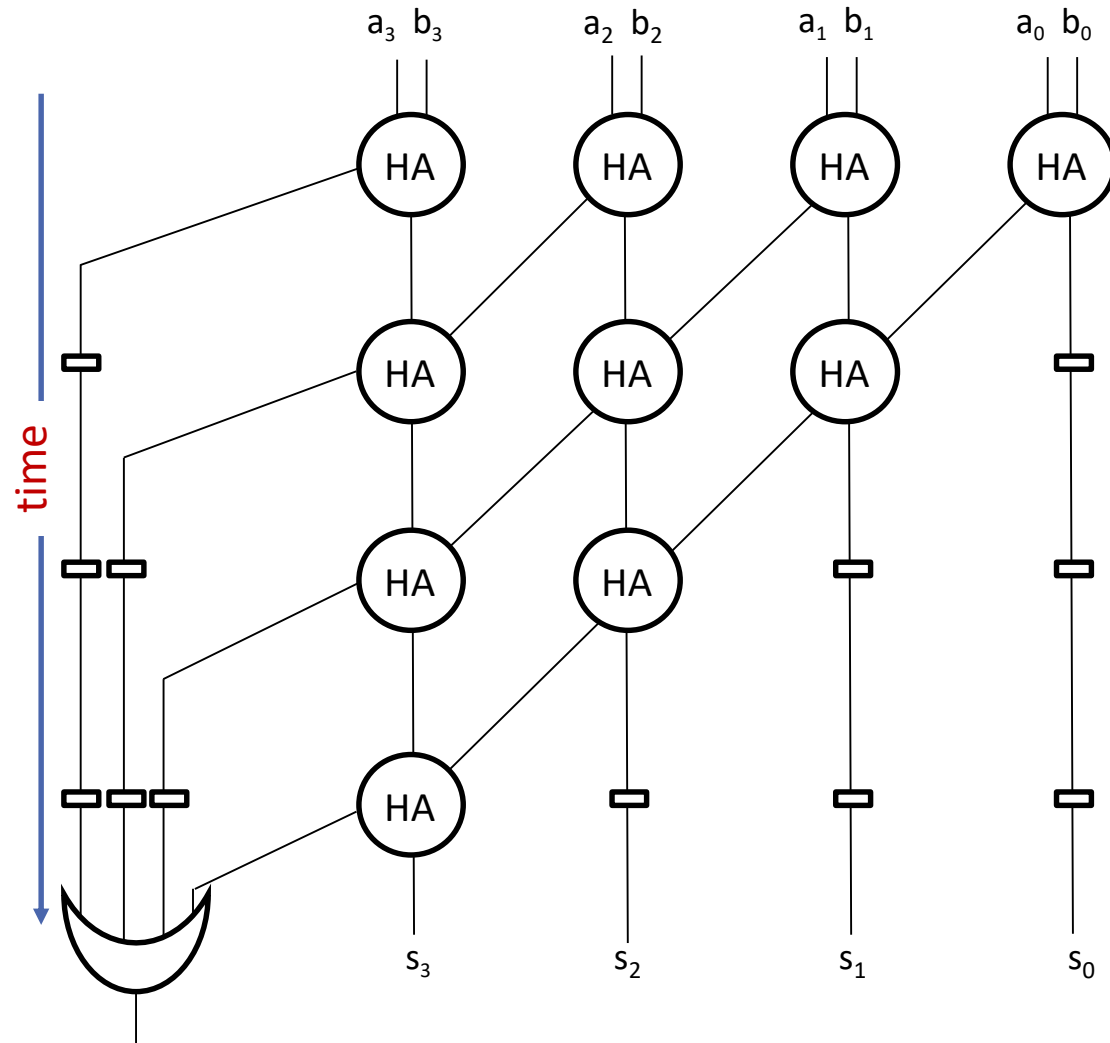 a₃ b₃ a₂ b₂ a₁ b₁ a₀ b₀
HA HA HA HA
HA HA HA
time
HA HA
HA
s₃ s₂ s₁ s₀